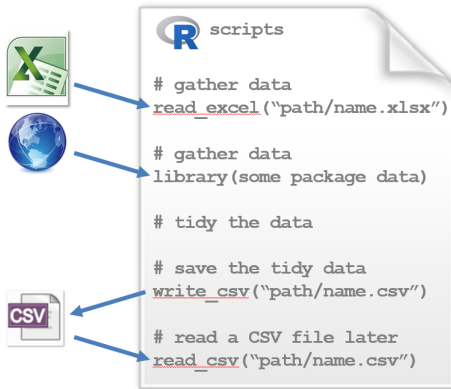 R scripts
# gather data
read_excel(“path/name.xlsx”)
# gather data
library(some package data)
# tidy the data
# save the tidy data
write_csv(“path/name.csv”)
CSV
# read a CSV file later
read_csv(“path/name.csv”)